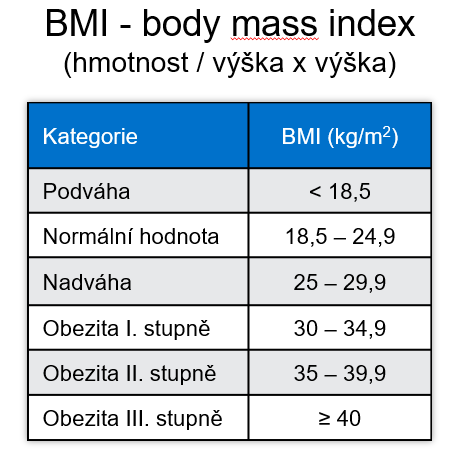 BMI - body mass index
(hmotnost / výška x výška)
Kategorie BMI (kg/m²)
Podváha < 18,5
Normální hodnota 18,5 – 24,9
Nadváha 25 – 29,9
Obezita I. stupně 30 – 34,9
Obezita II. stupně 35 – 39,9
Obezita III. stupně ≥ 40